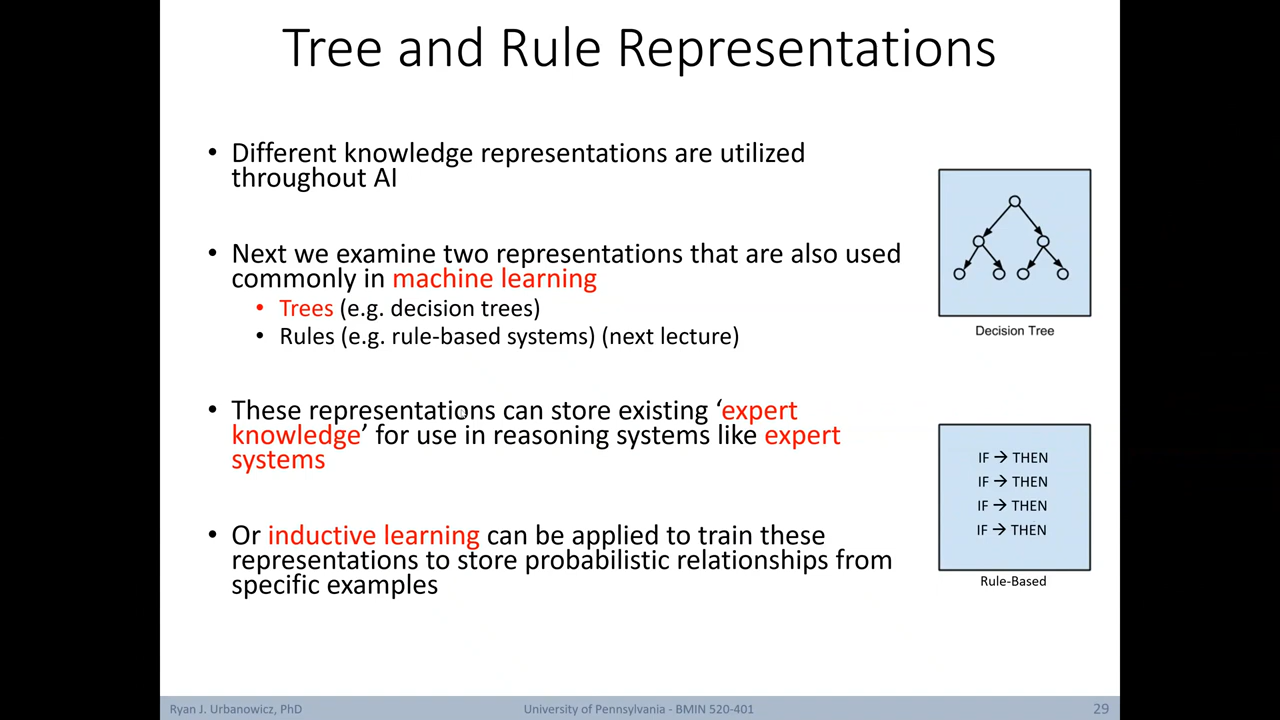 Tree and Rule Representations
• Different knowledge representations are utilized
throughout AI
• Next we examine two representations that are also used
commonly in machine learning
• Trees (e.g. decision trees)
• Rules (e.g. rule-based systems) (next lecture)
• These representations can store existing ‘expert
knowledge’ for use in reasoning systems like expert
systems
• Or inductive learning can be applied to train these
representations to store probabilistic relationships from
specific examples
Decision Tree
IF → THEN
IF → THEN
IF → THEN
IF → THEN
Rule-Based
Ryan J. Urbanowicz, PhD
University of Pennsylvania - BMIN 520-401
29